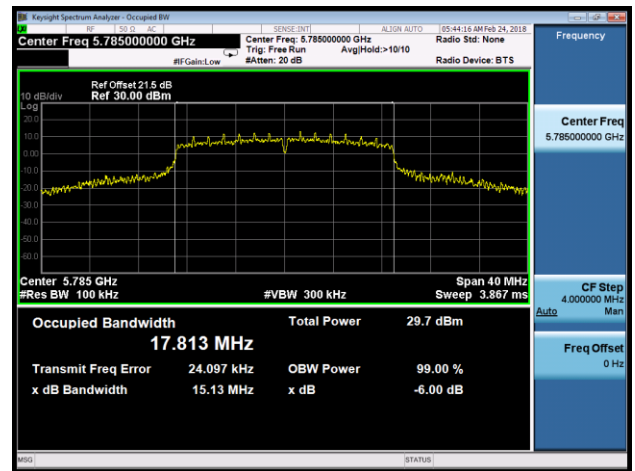 Keysight Spectrum Analyzer - Occupied BW
RF 50 Ω AC SENSE:INT ALIGN AUTO 05:44:16 AM Feb 24, 2018
Center Freq 5.785000000 GHz Center Freq: 5.785000000 GHz Radio Std: None Frequency
Trig: Free Run Avg|Hold:>10/10
#IFGain:Low #Atten: 20 dB Radio Device: BTS
Ref Offset 21.5 dB
10 dB/div Ref 30.00 dBm
Log
20.0
10.0
0.00
-10.0
-20.0
-30.0
-40.0
-50.0
-60.0
Center Freq
5.785000000 GHz
Center 5.785 GHz Span 40 MHz
#Res BW 100 kHz #VBW 300 kHz Sweep 3.867 ms
CF Step
4.000000 MHz
Auto Man
Occupied Bandwidth Total Power 29.7 dBm
17.813 MHz
Freq Offset
0 Hz
Transmit Freq Error 24.097 kHz OBW Power 99.00 %
x dB Bandwidth 15.13 MHz x dB -6.00 dB
MSG STATUS